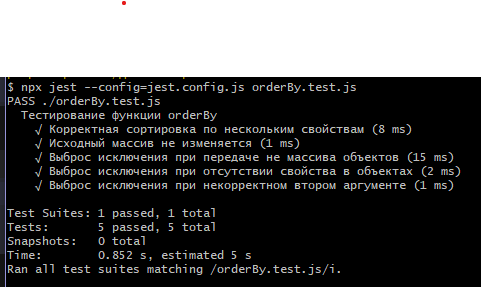 $ npx jest --config=jest.config.js orderBy.test.js
PASS ./orderBy.test.js
Тестирование функции orderBy
√ Корректная сортировка по нескольким свойствам (8 ms)
√ Исходный массив не изменяется (1 ms)
√ Выброс исключения при передаче не массива объектов (15 ms)
√ Выброс исключения при отсутствии свойства в объектах (2 ms)
√ Выброс исключения при некорректном втором аргументе (1 ms)
Test Suites: 1 passed, 1 total
Tests: 5 passed, 5 total
Snapshots: 0 total
Time: 0.852 s, estimated 5 s
Ran all test suites matching /orderBy.test.js/i.